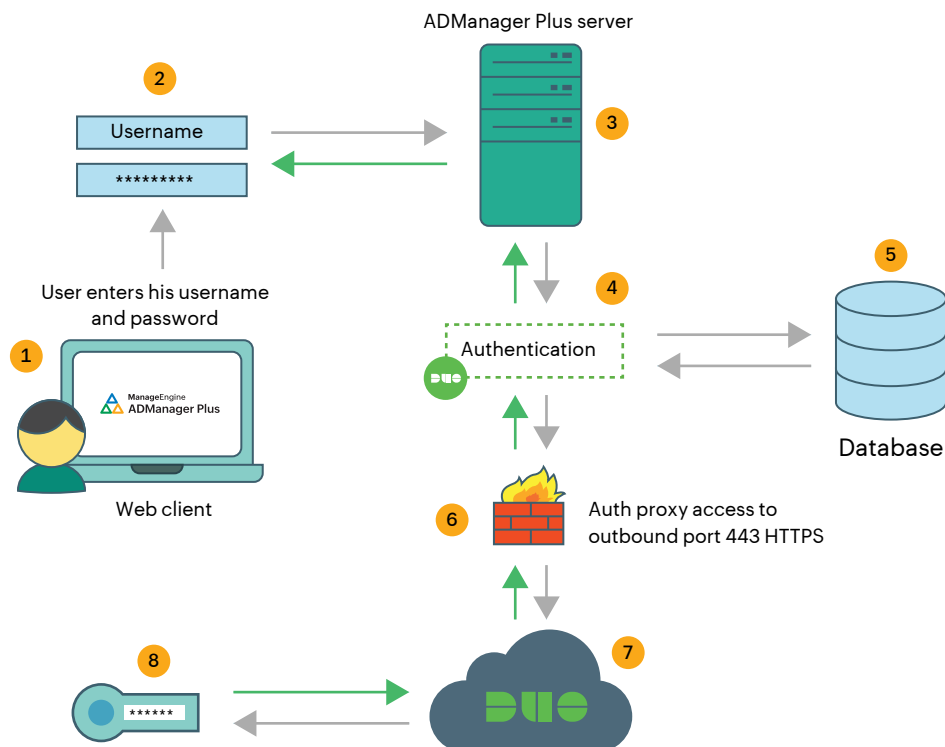 ADManager Plus server
2
3
Username
*********
User enters his username
and password
1
ManageEngine
ADManager Plus
Web client
4
Authentication
DUO
5
Database
6
Auth proxy access to
outbound port 443 HTTPS
7
DUO
8
******